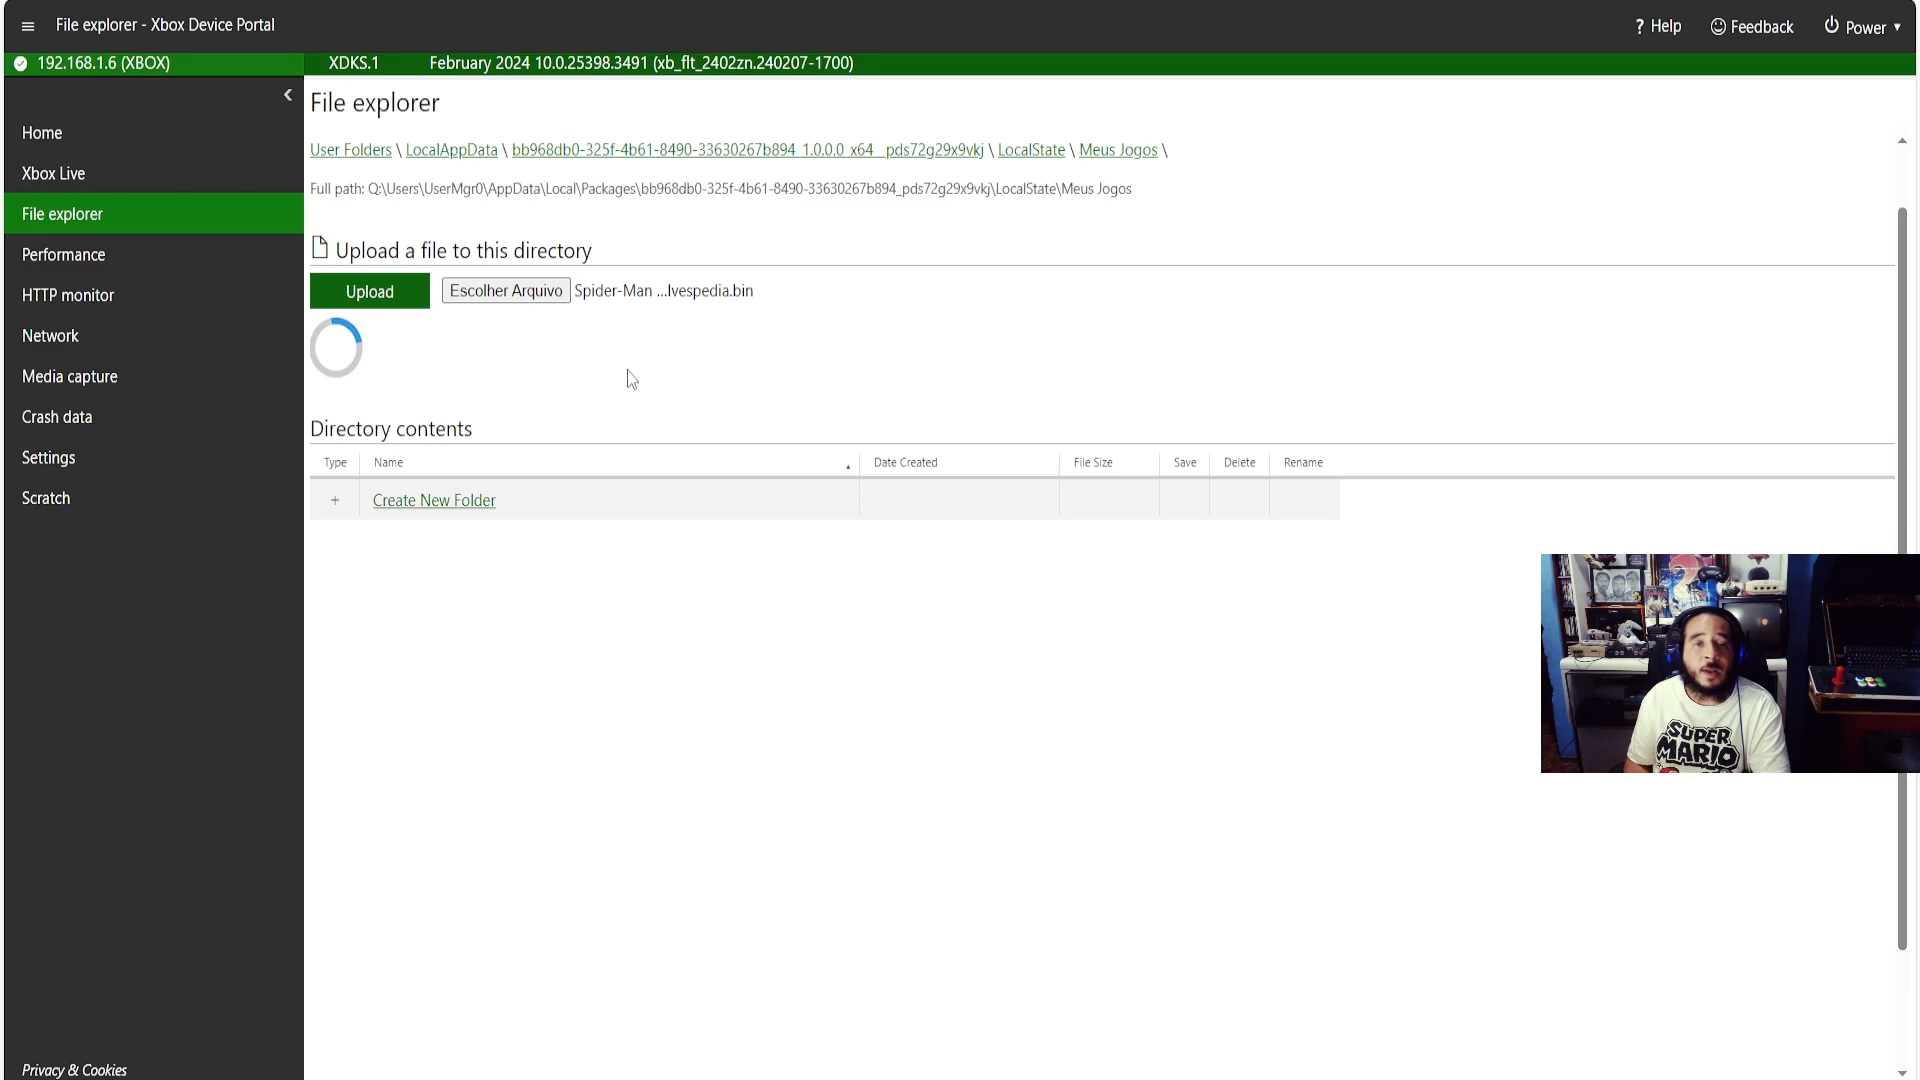 File explorer - Xbox Device Portal
? Help
Feedback
Power
192.168.1.6 (XBOX)
XDKS.1
February 2024 10.0.25398.3491 (xb_flt_2402zn.240207-1700)
Home
Xbox Live
File explorer
Performance
HTTP monitor
Network
Media capture
Crash data
Settings
Scratch
Privacy & Cookies
File explorer
User Folders \ LocalAppData \ bb968db0-325f-4b61-8490-33630267b894_1.0.0.0_x64__pds72g29x9vkj \ LocalState \ Meus Jogos \
Full path: Q:\Users\UserMgr0\AppData\Local\Packages\bb968db0-325f-4b61-8490-33630267b894_pds72g29x9vkj\LocalState\Meus Jogos
Upload a file to this directory
Upload
Escolher Arquivo Spider-Man ...lvespedia.bin
Directory contents
Type Name Date Created File Size Save Delete Rename
+ Create New Folder
SUPER
MARIO